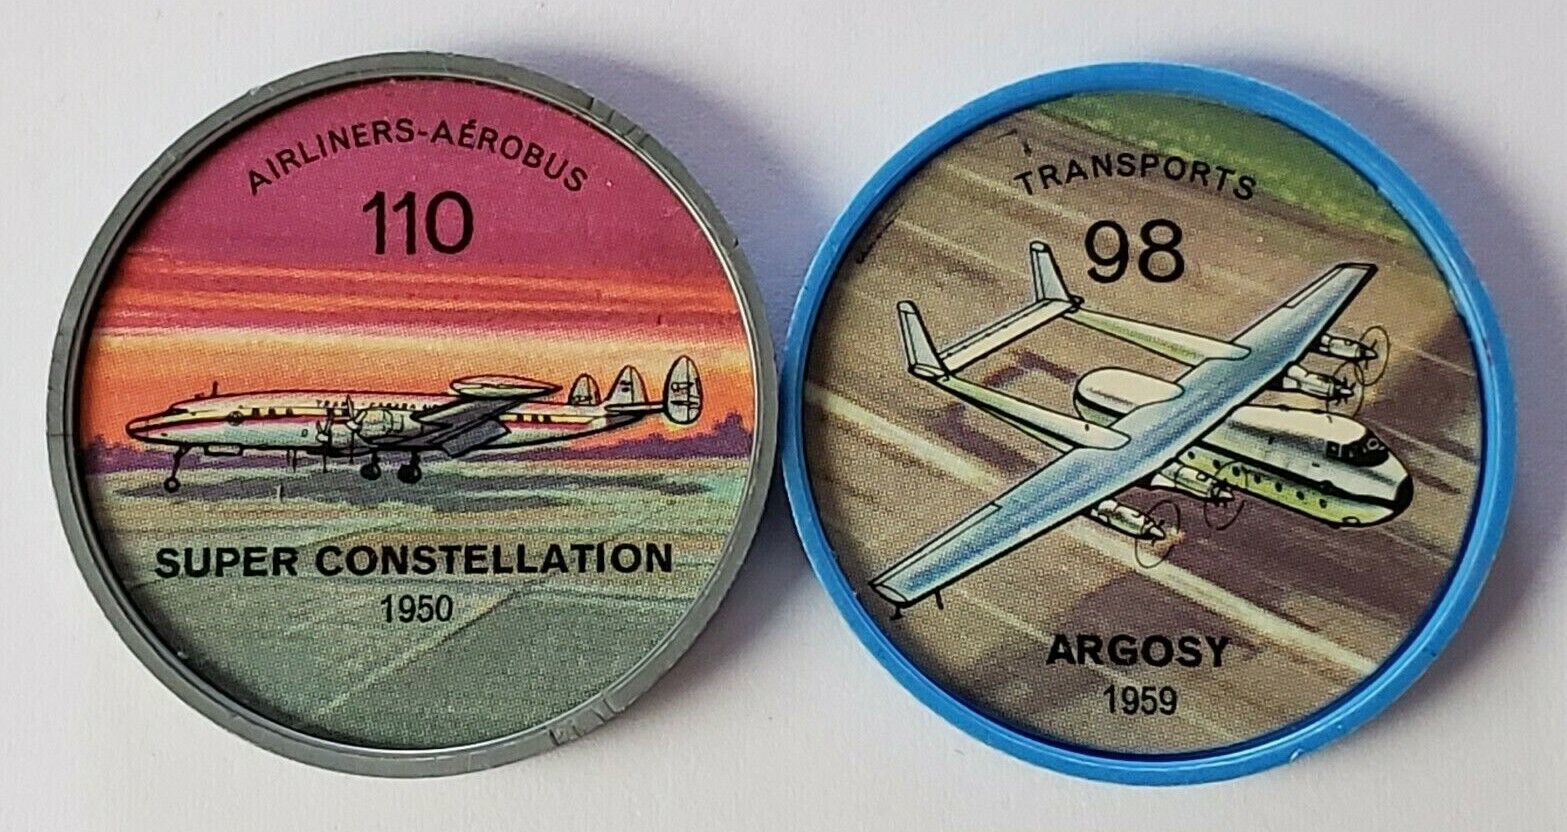 AIRLINERS-AÉROBUS
110
SUPER CONSTELLATION
1950
TRANSPORTS
98
ARGOSY
1959